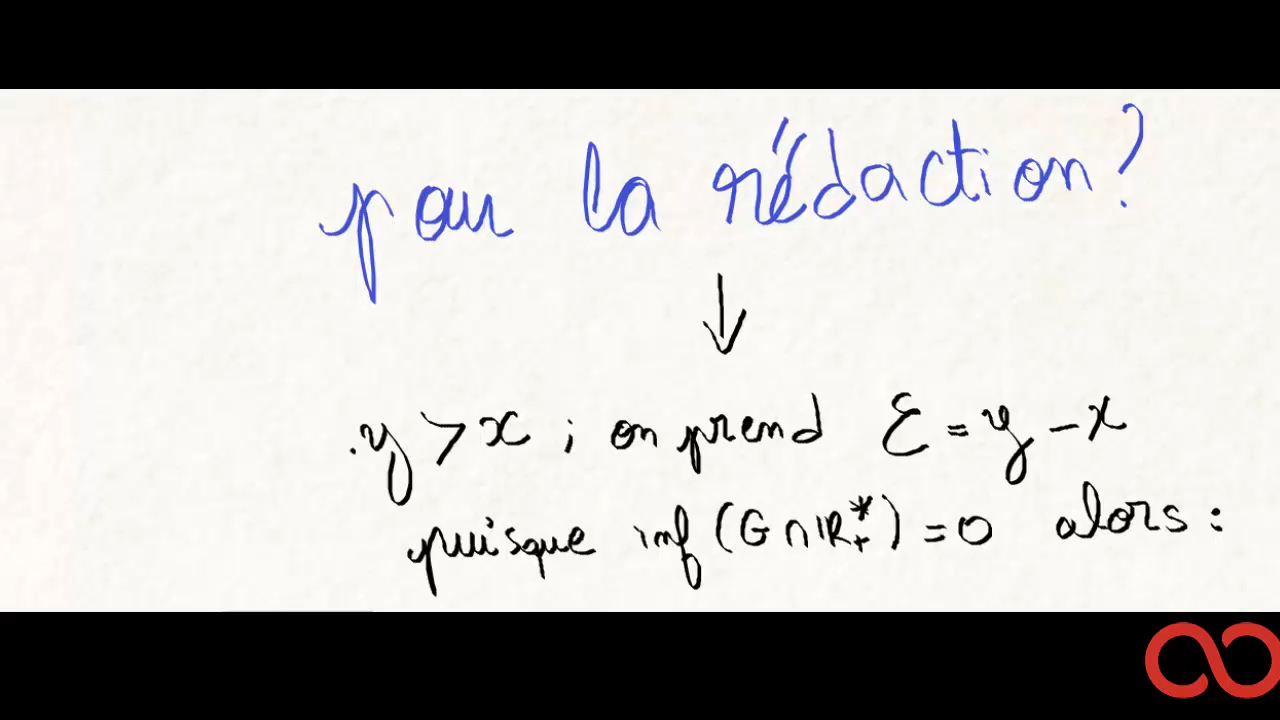 pour la rédaction?
↓
. y > x ; on prend ε = y - x
puisque inf (G ∩ ℝ₊*) = 0 alors :